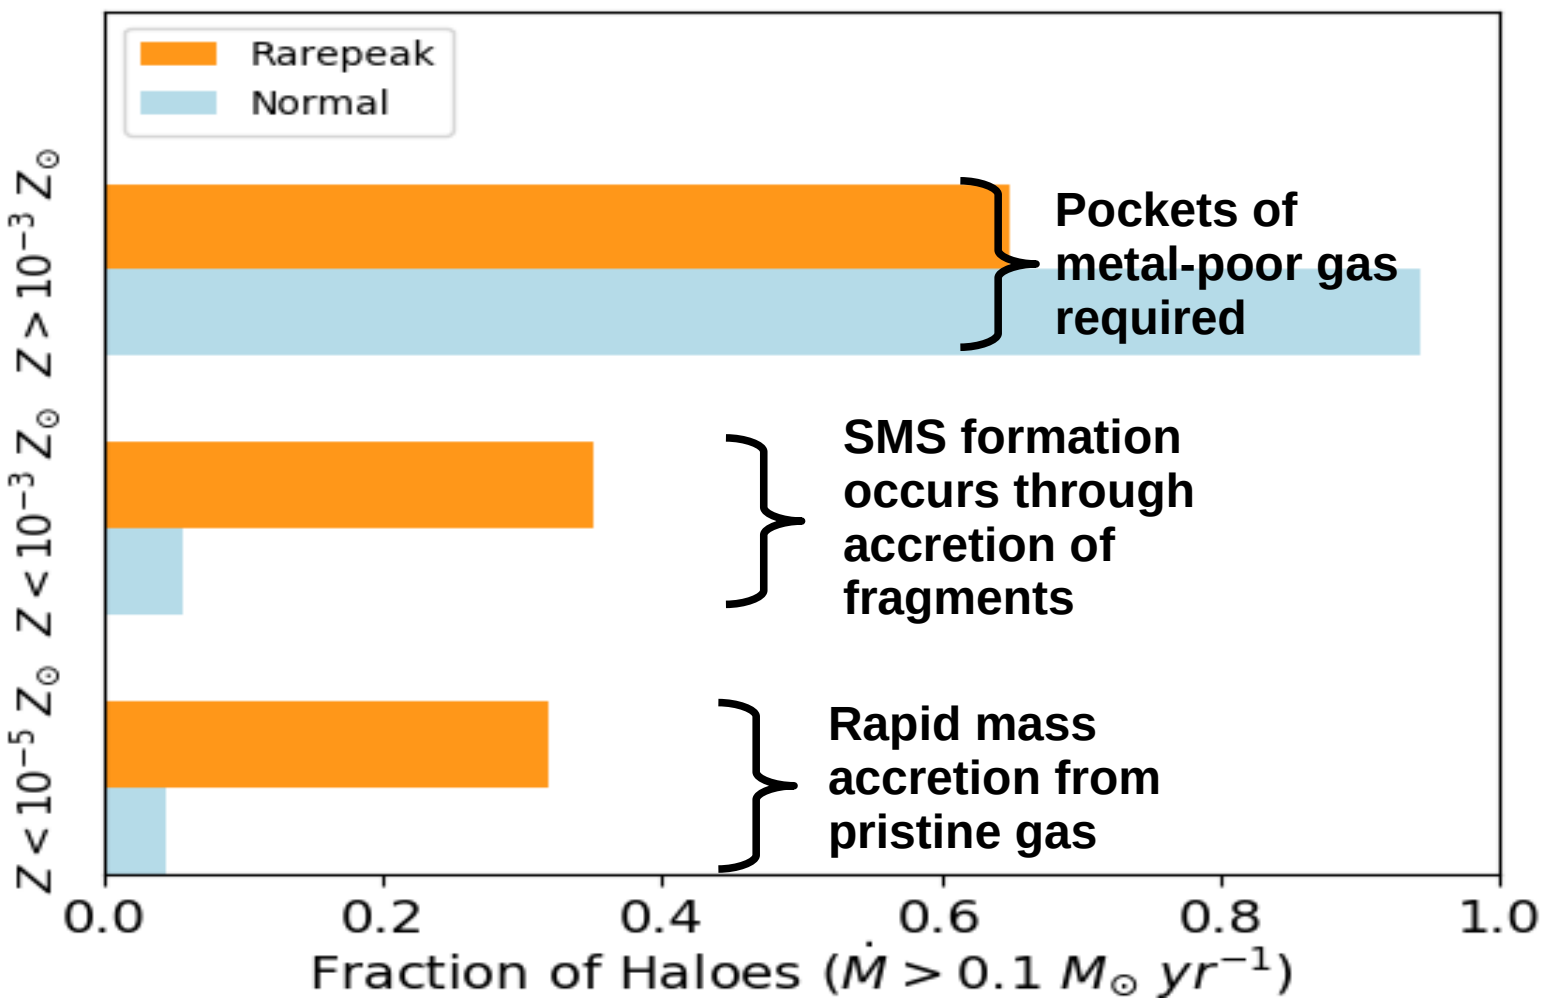 Rarepeak
Normal
Z > 10⁻³ Z☉
Pockets of
metal-poor gas
required
Z < 10⁻³ Z☉
SMS formation
occurs through
accretion of
fragments
Z < 10⁻⁵ Z☉
Rapid mass
accretion from
pristine gas
0.0 0.2 0.4 0.6 0.8 1.0
Fraction of Haloes (Ṁ > 0.1 M☉ yr⁻¹)